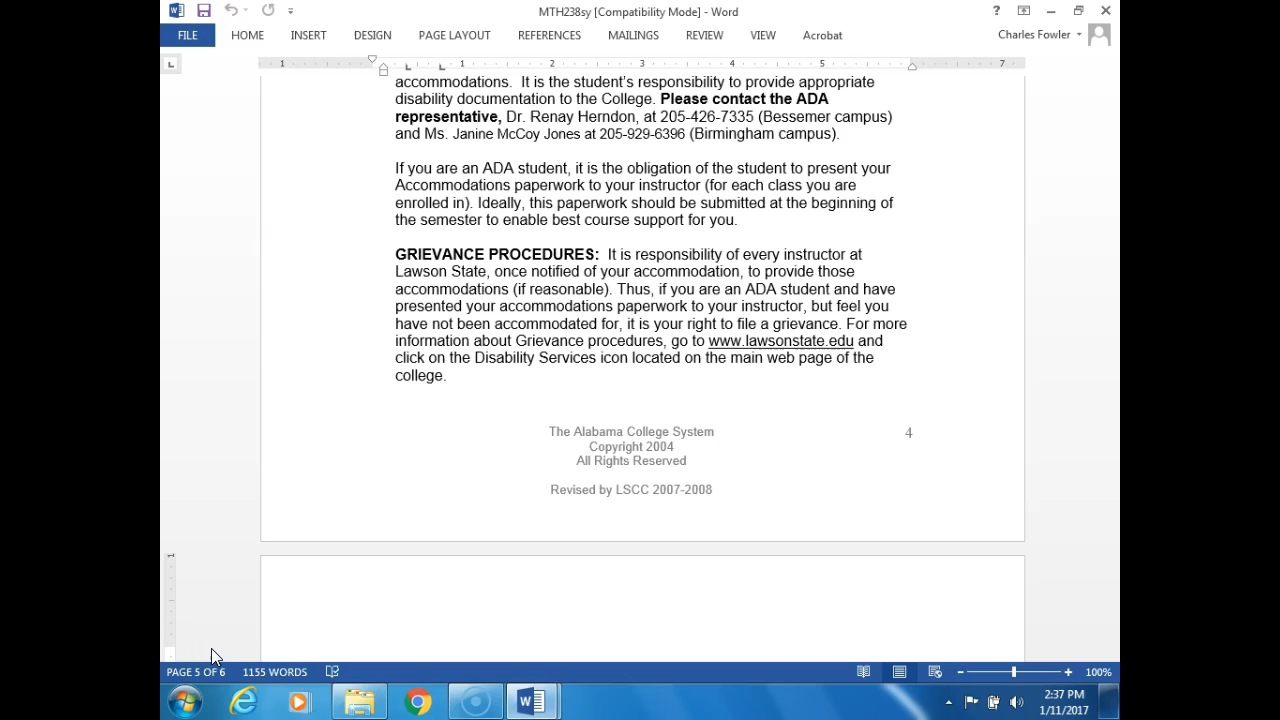 MTH238sy [Compatibility Mode] - Word
?
FILE HOME INSERT DESIGN PAGE LAYOUT REFERENCES MAILINGS REVIEW VIEW Acrobat Charles Fowler
1 1 2 3 4 5 7
accommodations. It is the student's responsibility to provide appropriate
disability documentation to the College. Please contact the ADA
representative, Dr. Renay Herndon, at 205-426-7335 (Bessemer campus)
and Ms. Janine McCoy Jones at 205-929-6396 (Birmingham campus).
If you are an ADA student, it is the obligation of the student to present your
Accommodations paperwork to your instructor (for each class you are
enrolled in). Ideally, this paperwork should be submitted at the beginning of
the semester to enable best course support for you.
GRIEVANCE PROCEDURES: It is responsibility of every instructor at
Lawson State, once notified of your accommodation, to provide those
accommodations (if reasonable). Thus, if you are an ADA student and have
presented your accommodations paperwork to your instructor, but feel you
have not been accommodated for, it is your right to file a grievance. For more
information about Grievance procedures, go to www.lawsonstate.edu and
click on the Disability Services icon located on the main web page of the
college.
The Alabama College System 4
Copyright 2004
All Rights Reserved
Revised by LSCC 2007-2008
1
PAGE 5 OF 6 1155 WORDS 100%
2:37 PM
1/11/2017